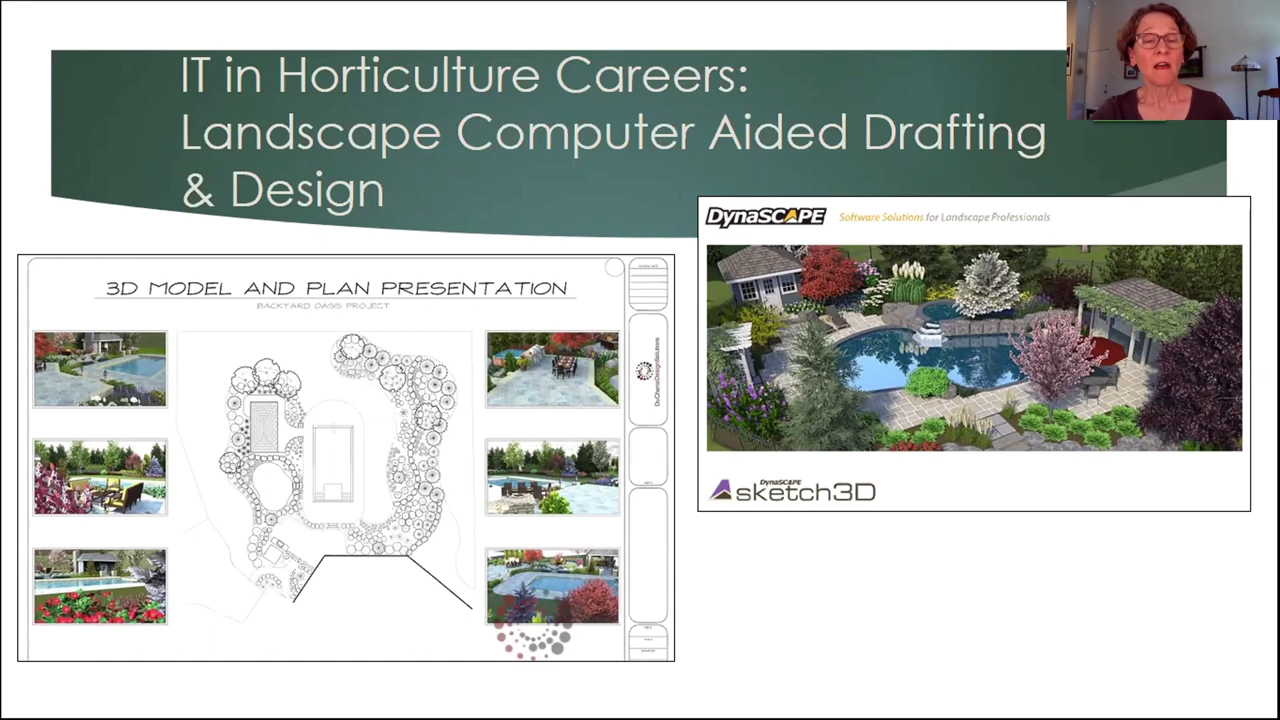 IT in Horticulture Careers:
Landscape Computer Aided Drafting
& Design
DynaSCAPE
Software Solutions for Landscape Professionals
3D MODEL AND PLAN PRESENTATION
BACKYARD OASIS PROJECT
DynaSCAPE
sketch3D